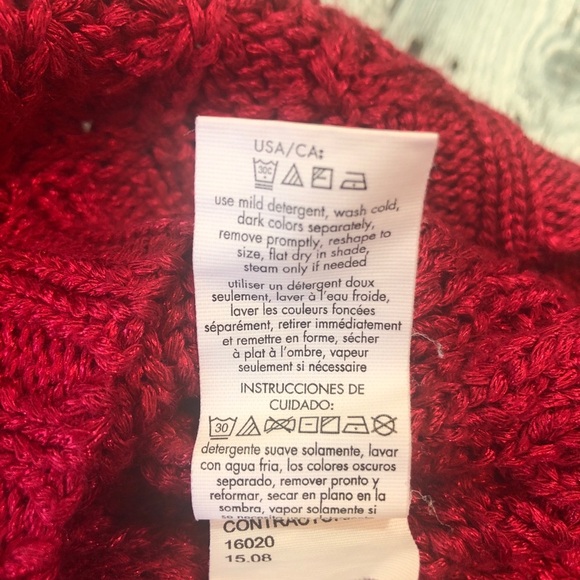 USA/CA:
30C
use mild detergent, wash cold,
dark colors separately,
remove promptly, reshape to
size, flat dry in shade,
steam only if needed
utiliser un détergent doux
seulement, laver à l'eau froide,
laver les couleurs foncées
séparément, retirer immédiatement
et remettre en forme, sécher
à plat à l'ombre, vapeur
seulement si nécessaire
INSTRUCCIONES DE
CUIDADO:
30
detergente suave solamente, lavar
con agua fria, los colores oscuros
separado, remover pronto y
reformar, secar en plano en la
sombra, vapor solamente si
16020
15.08